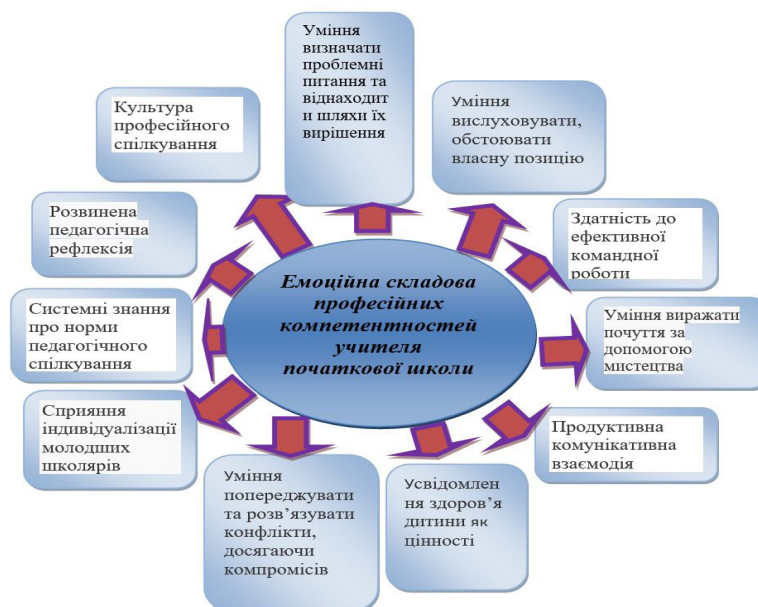 Уміння
визначати
проблемні
питання та
віднаходит
и шляхи їх
вирішення
Культура
професійного
спілкування
Уміння
вислуховувати,
обстоювати
власну позицію
Розвинена
педагогічна
рефлексія
Здатність до
ефективної
командної
роботи
Емоційна складова
професійних
компетентностей
учителя
початкової школи
Системні знання
про норми
педагогічного
спілкування
Уміння виражати
почуття за
допомогою
мистецтва
Сприяння
індивідуалізації
молодших
школярів
Продуктивна
комунікативна
взаємодія
Уміння
попереджувати
та розв’язувати
конфлікти,
досягаючи
компромісів
Усвідомлен
ня здоров’я
дитини як
цінності